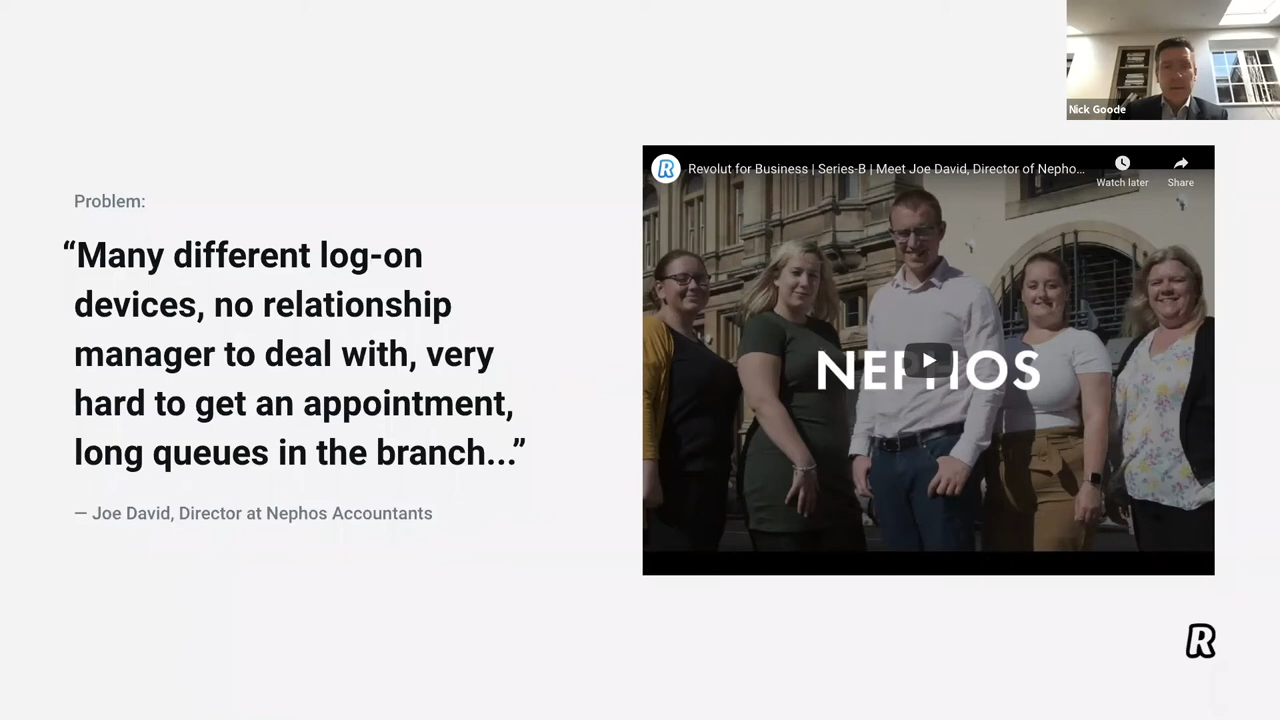 Nick Goode
Problem:
“Many different log-on
devices, no relationship
manager to deal with, very
hard to get an appointment,
long queues in the branch...”
— Joe David, Director at Nephos Accountants
R
Revolut for Business | Series-B | Meet Joe David, Director of Nepho...
Watch later
Share
NEPHOS
R